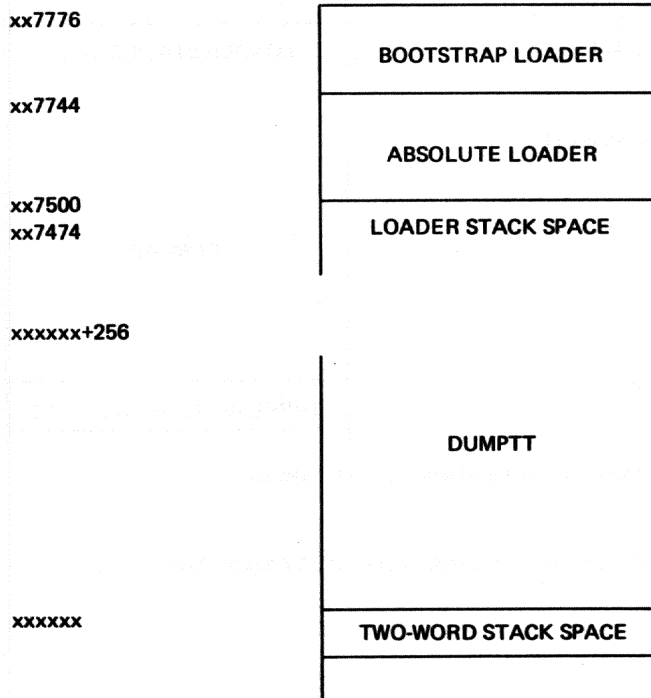 xx7776
BOOTSTRAP LOADER
xx7744
ABSOLUTE LOADER
xx7500
xx7474
LOADER STACK SPACE
xxxxxx+256
DUMPTT
xxxxxx
TWO-WORD STACK SPACE